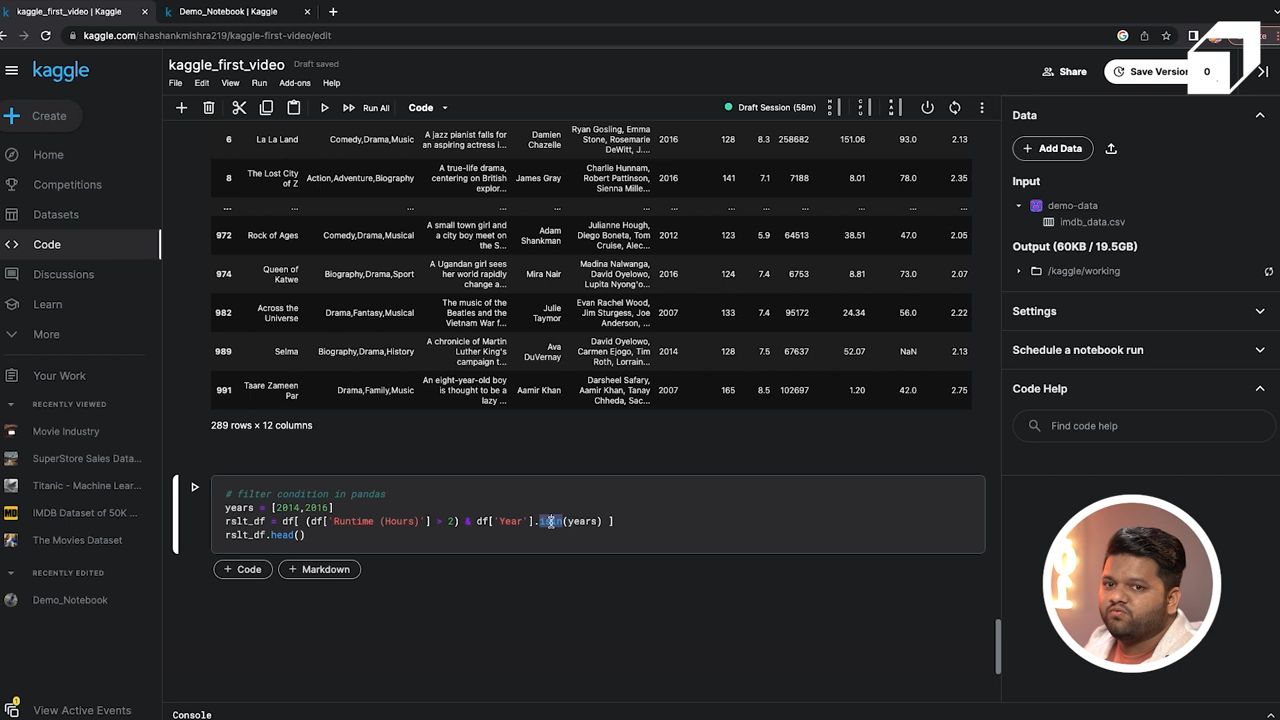 kaggle_first_video | Kaggle
Demo_Notebook | Kaggle
kaggle.com/shashankmishra219/kaggle-first-video/edit
kaggle
kaggle_first_video Draft saved
File Edit View Run Add-ons Help
Share
Save Version
0
Run All
Code
Draft Session (58m)
Create
Home
Competitions
Datasets
Code
Discussions
Learn
More
Your Work
RECENTLY VIEWED
Movie Industry
SuperStore Sales Data...
Titanic - Machine Lear...
IMDB Dataset of 50K ...
The Movies Dataset
RECENTLY EDITED
Demo_Notebook
View Active Events
6 La La Land Comedy,Drama,Music A jazz pianist falls for an aspiring actress i... Damien Chazelle Ryan Gosling, Emma Stone, Rosemarie DeWitt, J.... 2016 128 8.3 258682 151.06 93.0 2.13
8 The Lost City of Z Action,Adventure,Biography A true-life drama, centering on British explor... James Gray Charlie Hunnam, Robert Pattinson, Sienna Mille... 2016 141 7.1 7188 8.01 78.0 2.35
... ... ... ... ... ... ... ... ... ... ... ... ...
972 Rock of Ages Comedy,Drama,Musical A small town girl and a city boy meet on the S... Adam Shankman Julianne Hough, Diego Boneta, Tom Cruise, Alec... 2012 123 5.9 64513 38.51 47.0 2.05
974 Queen of Katwe Biography,Drama,Sport A Ugandan girl sees her world rapidly change a... Mira Nair Madina Nalwanga, David Oyelowo, Lupita Nyong'o... 2016 124 7.4 6753 8.81 73.0 2.07
982 Across the Universe Drama,Fantasy,Musical The music of the Beatles and the Vietnam War f... Julie Taymor Evan Rachel Wood, Jim Sturgess, Joe Anderson, ... 2007 133 7.4 95172 24.34 56.0 2.22
989 Selma Biography,Drama,History A chronicle of Martin Luther King's campaign t... Ava DuVernay David Oyelowo, Carmen Ejogo, Tim Roth, Lorrain... 2014 128 7.5 67637 52.07 NaN 2.13
991 Taare Zameen Par Drama,Family,Music An eight-year-old boy is thought to be a lazy ... Aamir Khan Darsheel Safary, Aamir Khan, Tanay Chheda, Sac... 2007 165 8.5 102697 1.20 42.0 2.75
289 rows × 12 columns
# filter condition in pandas
years = [2014,2016]
rslt_df = df[ (df['Runtime (Hours)'] > 2) & df['Year'].isin(years) ]
rslt_df.head()
+ Code
+ Markdown
Console
Data
Add Data
Input
demo-data
imdb_data.csv
Output (60KB / 19.5GB)
/kaggle/working
Settings
Schedule a notebook run
Code Help
Find code help